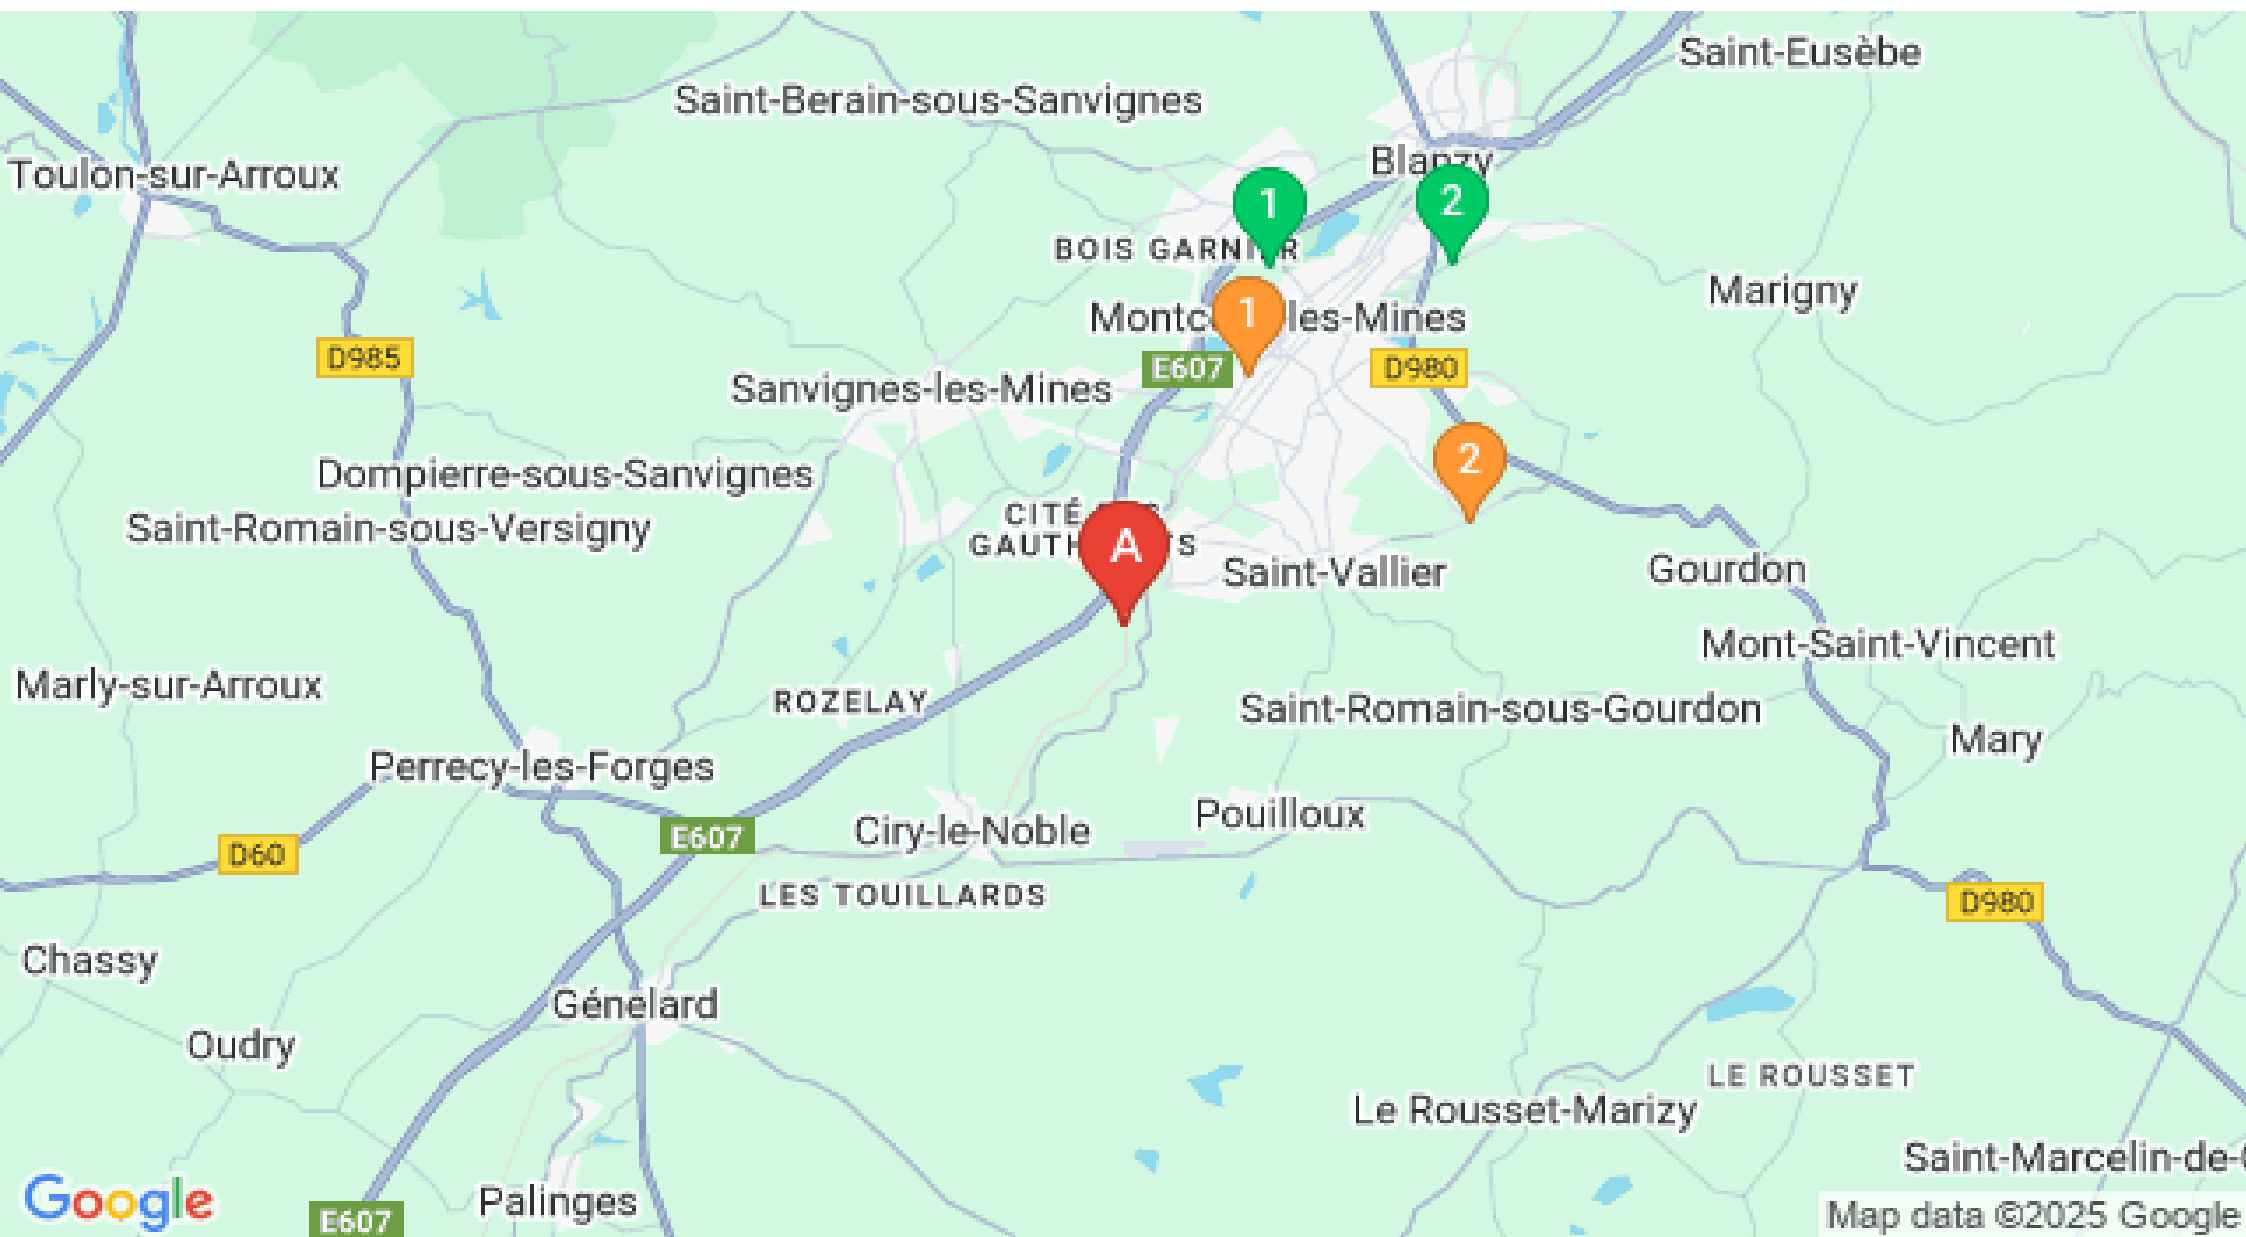 Saint-Eusèbe
Saint-Berain-sous-Sanvignes
Blanzy
Toulon-sur-Arroux
1
2
BOIS GARNIER
Marigny
1
Montc les-Mines
D985
E607
D980
Sanvignes-les-Mines
2
Dompierre-sous-Sanvignes
Saint-Romain-sous-Versigny
CITÉ
GAUTH S
A
Saint-Vallier
Gourdon
Mont-Saint-Vincent
Marly-sur-Arroux
ROZELAY
Saint-Romain-sous-Gourdon
Mary
Perrecy-les-Forges
Pouilloux
E607
Ciry-le-Noble
D60
LES TOUILLARDS
D980
Chassy
Génelard
Oudry
LE ROUSSET
Le Rousset-Marizy
Saint-Marcelin-de-
Palinges
Google
E607
Map data ©2025 Google